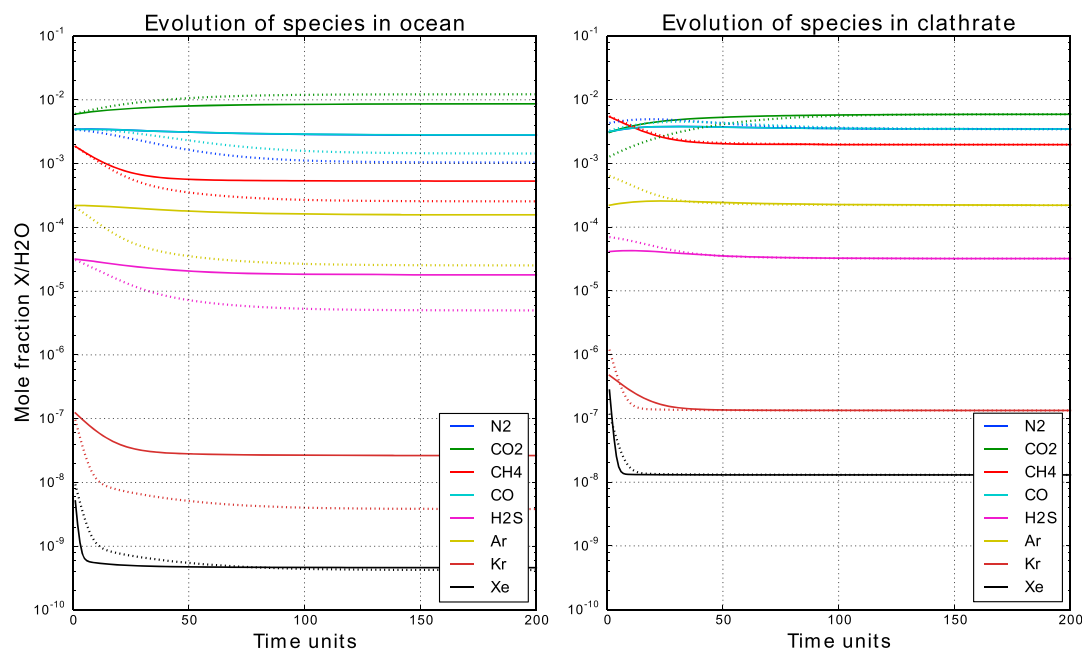 Evolution of species in ocean
Mole fraction X/H2O
10^-1
10^-2
10^-3
10^-4
10^-5
10^-6
10^-7
10^-8
10^-9
10^-10
0 50 100 150 200
Time units
N2
CO2
CH4
CO
H2S
Ar
Kr
Xe
Evolution of species in clathrate
10^-1
10^-2
10^-3
10^-4
10^-5
10^-6
10^-7
10^-8
10^-9
10^-10
0 50 100 150 200
Time units
N2
CO2
CH4
CO
H2S
Ar
Kr
Xe